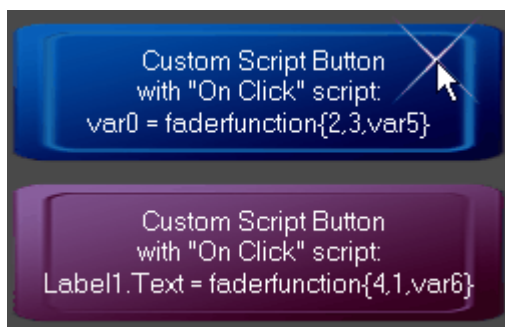 Custom Script Button
with "On Click" script:
var0 = faderfunction{2,3,var5}
Custom Script Button
with "On Click" script:
Label1.Text = faderfunction{4,1,var6}